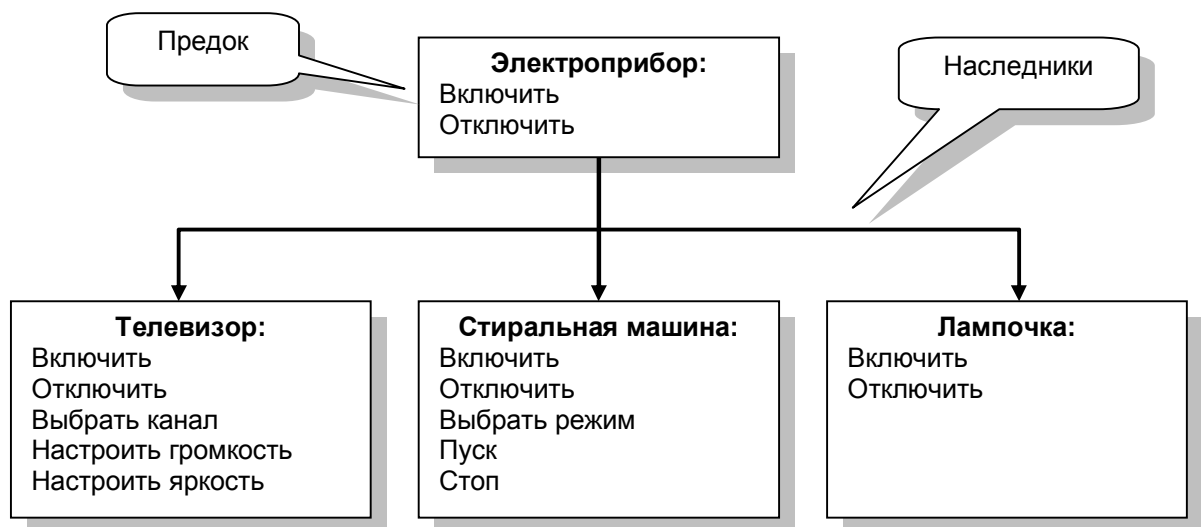 Предок
Электроприбор:
Включить
Отключить
Наследники
Телевизор:
Включить
Отключить
Выбрать канал
Настроить громкость
Настроить яркость
Стиральная машина:
Включить
Отключить
Выбрать режим
Пуск
Стоп
Лампочка:
Включить
Отключить